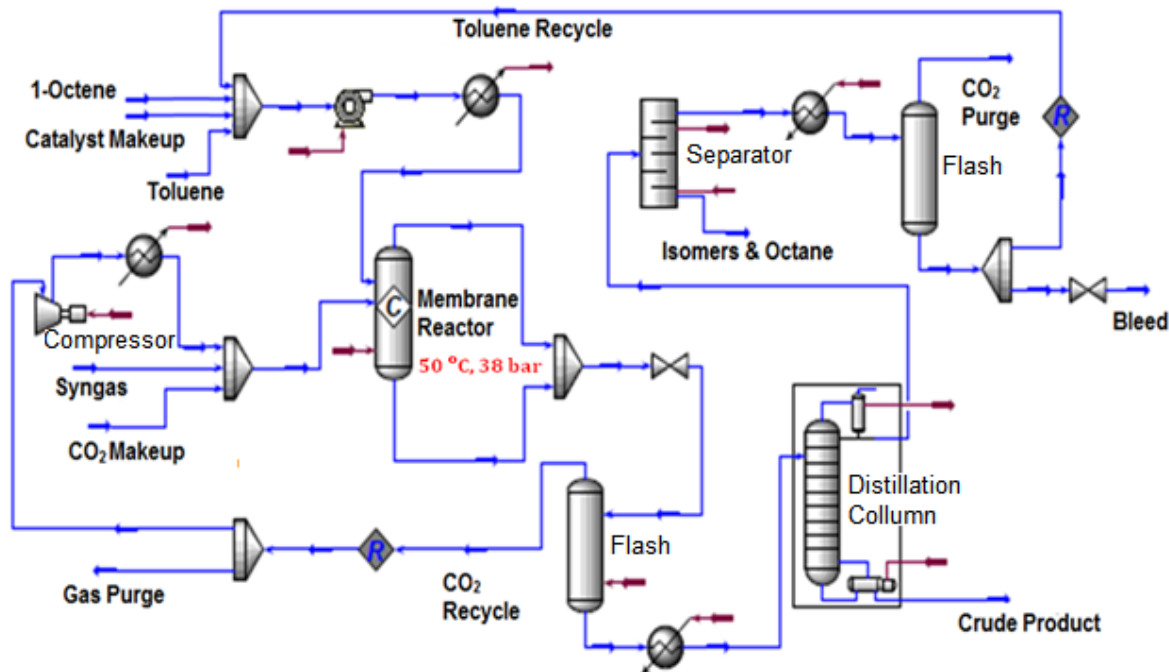 Toluene Recycle
1-Octene
Catalyst Makeup
Toluene
CO₂
Purge
R
Separator
Flash
Isomers & Octane
Membrane
Reactor
C
50 °C, 38 bar
Compressor
Syngas
CO₂ Makeup
Bleed
Distillation
Collumn
Flash
R
Gas Purge
CO₂
Recycle
Crude Product